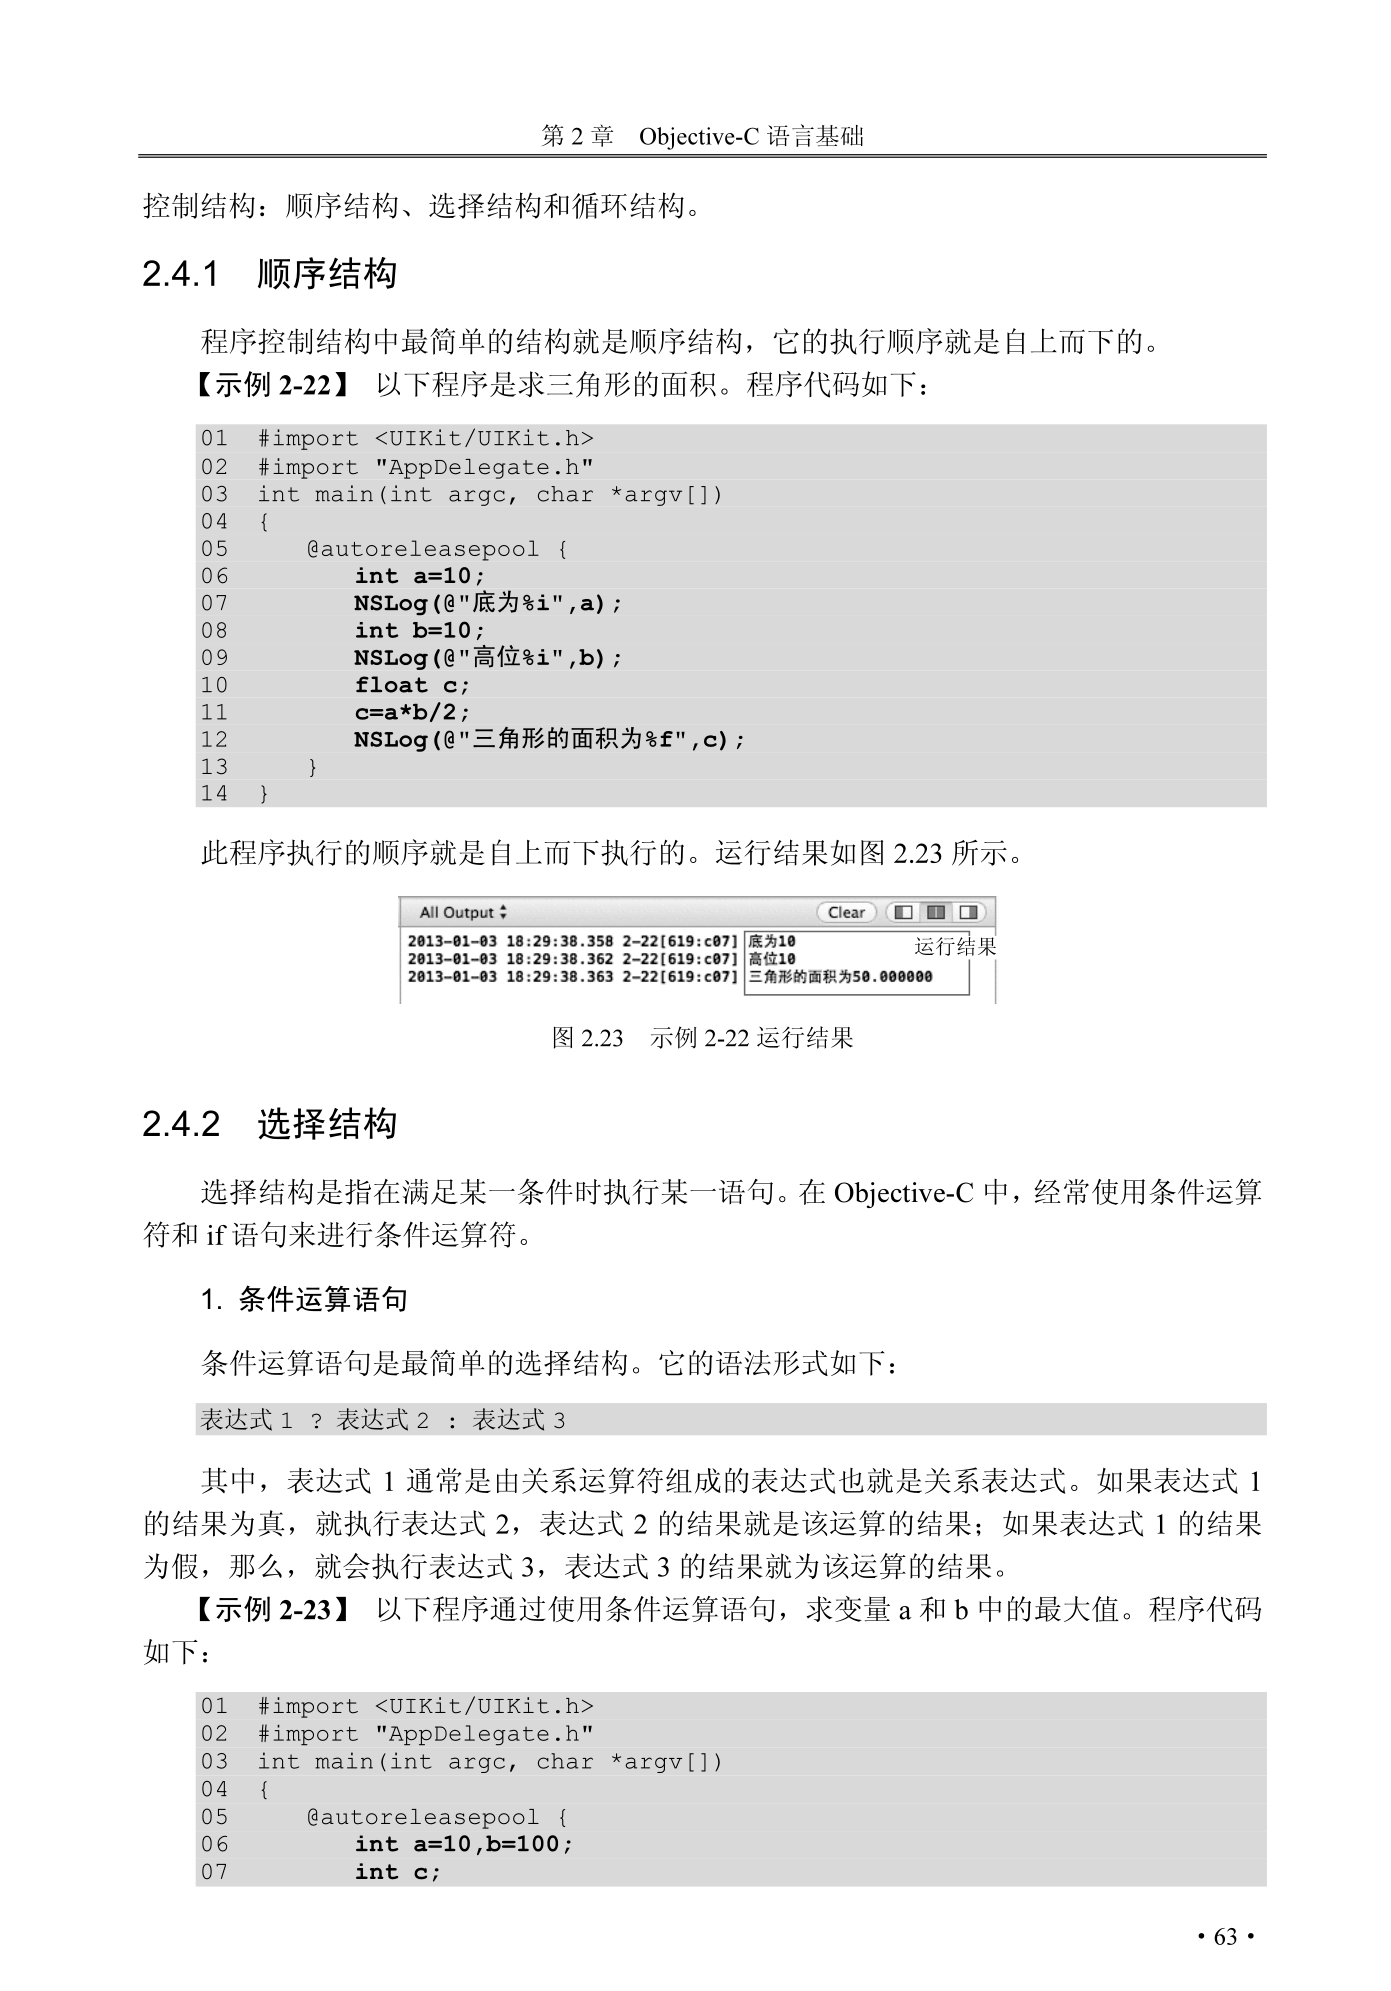 第 2 章 Objective-C 语言基础
控制结构：顺序结构、选择结构和循环结构。
2.4.1 顺序结构
程序控制结构中最简单的结构就是顺序结构，它的执行顺序就是自上而下的。
【示例 2-22】 以下程序是求三角形的面积。程序代码如下：
01 #import <UIKit/UIKit.h>
02 #import "AppDelegate.h"
03 int main(int argc, char *argv[])
04 {
05 @autoreleasepool {
06 int a=10;
07 NSLog(@"底为%i",a);
08 int b=10;
09 NSLog(@"高位%i",b);
10 float c;
11 c=a*b/2;
12 NSLog(@"三角形的面积为%f",c);
13 }
14 }
此程序执行的顺序就是自上而下执行的。运行结果如图 2.23 所示。
All Output Clear
2013-01-03 18:29:38.358 2-22[619:c07] 底为10 运行结果
2013-01-03 18:29:38.362 2-22[619:c07] 高位10
2013-01-03 18:29:38.363 2-22[619:c07] 三角形的面积为50.000000
图 2.23 示例 2-22 运行结果
2.4.2 选择结构
选择结构是指在满足某一条件时执行某一语句。在 Objective-C 中，经常使用条件运算
符和 if 语句来进行条件运算符。
1. 条件运算语句
条件运算语句是最简单的选择结构。它的语法形式如下：
表达式 1 ? 表达式 2 : 表达式 3
其中，表达式 1 通常是由关系运算符组成的表达式也就是关系表达式。如果表达式 1
的结果为真，就执行表达式 2，表达式 2 的结果就是该运算的结果；如果表达式 1 的结果
为假，那么，就会执行表达式 3，表达式 3 的结果就为该运算的结果。
【示例 2-23】 以下程序通过使用条件运算语句，求变量 a 和 b 中的最大值。程序代码
如下：
01 #import <UIKit/UIKit.h>
02 #import "AppDelegate.h"
03 int main(int argc, char *argv[])
04 {
05 @autoreleasepool {
06 int a=10,b=100;
07 int c;
• 63 •